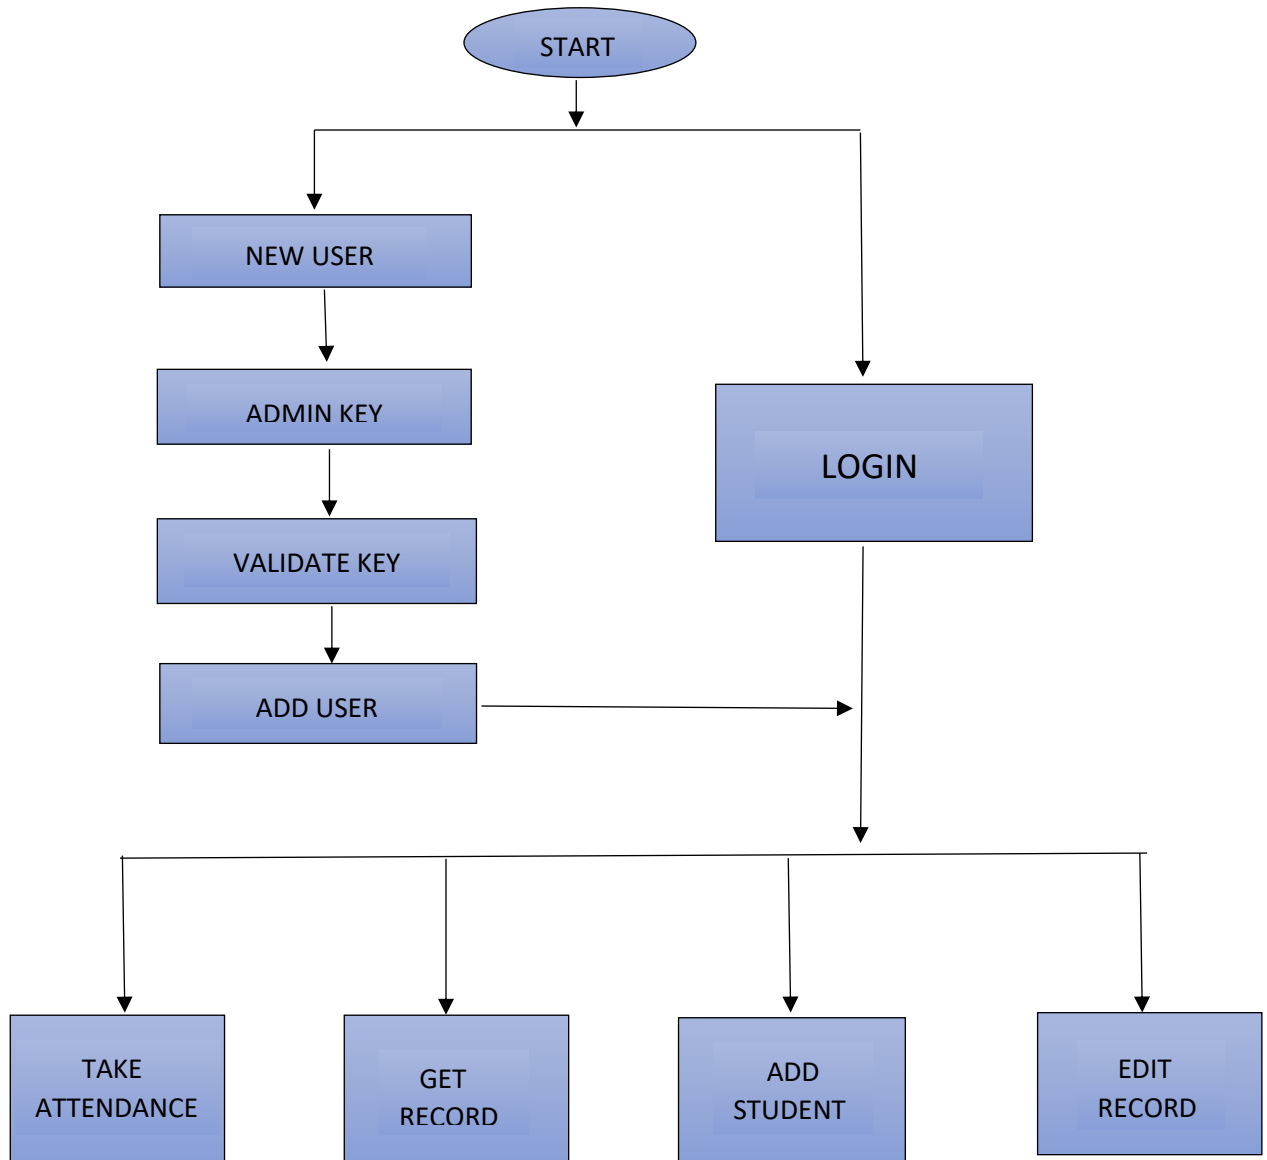 START
NEW USER
ADMIN KEY
LOGIN
VALIDATE KEY
ADD USER
TAKE
ATTENDANCE
GET
RECORD
ADD
STUDENT
EDIT
RECORD